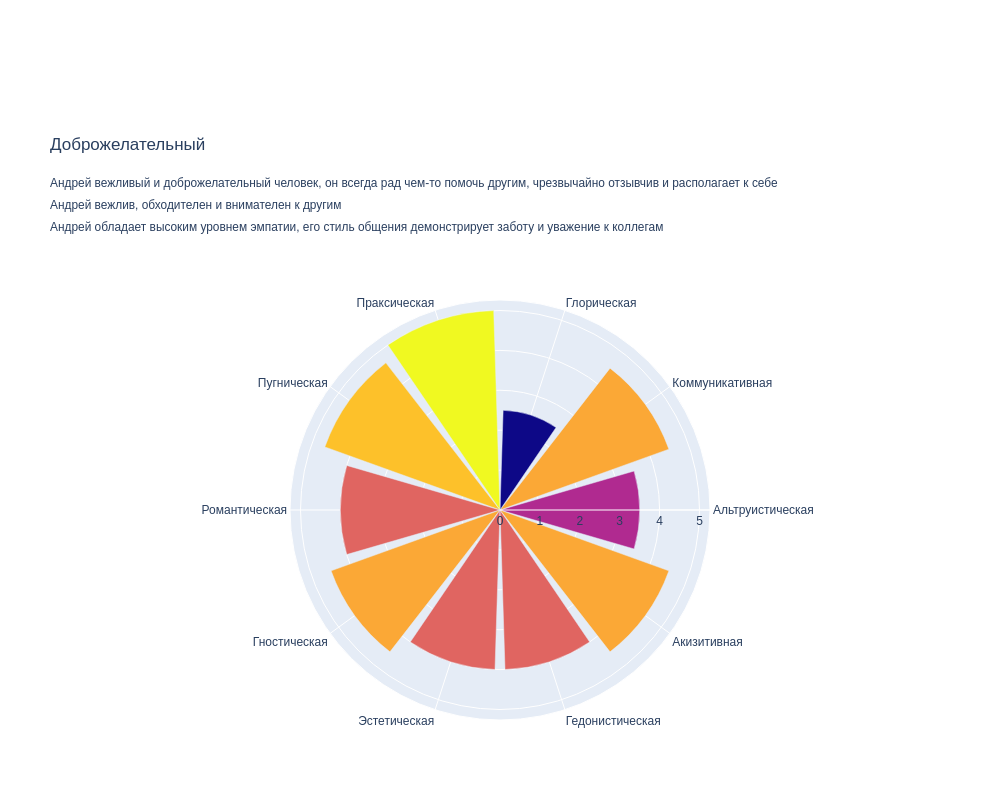 Доброжелательный
Андрей вежливый и доброжелательный человек, он всегда рад чем-то помочь другим, чрезвычайно отзывчив и располагает к себе
Андрей вежлив, обходителен и внимателен к другим
Андрей обладает высоким уровнем эмпатии, его стиль общения демонстрирует заботу и уважение к коллегам
Праксическая
Глорическая
Пугническая
Коммуникативная
Романтическая
Альтруистическая
0 1 2 3 4 5
Гностическая
Акизитивная
Эстетическая
Гедонистическая